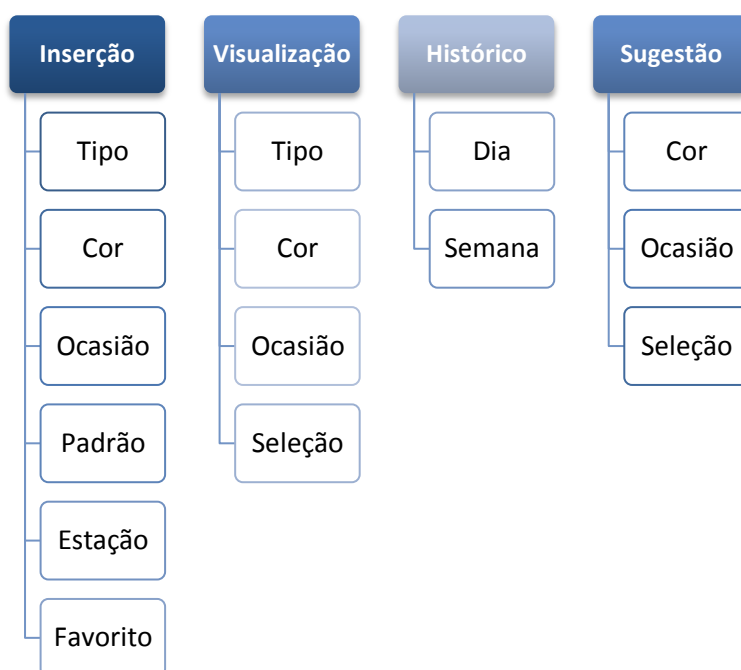 Inserção
Tipo
Cor
Ocasião
Padrão
Estação
Favorito
Visualização
Tipo
Cor
Ocasião
Seleção
Histórico
Dia
Semana
Sugestão
Cor
Ocasião
Seleção